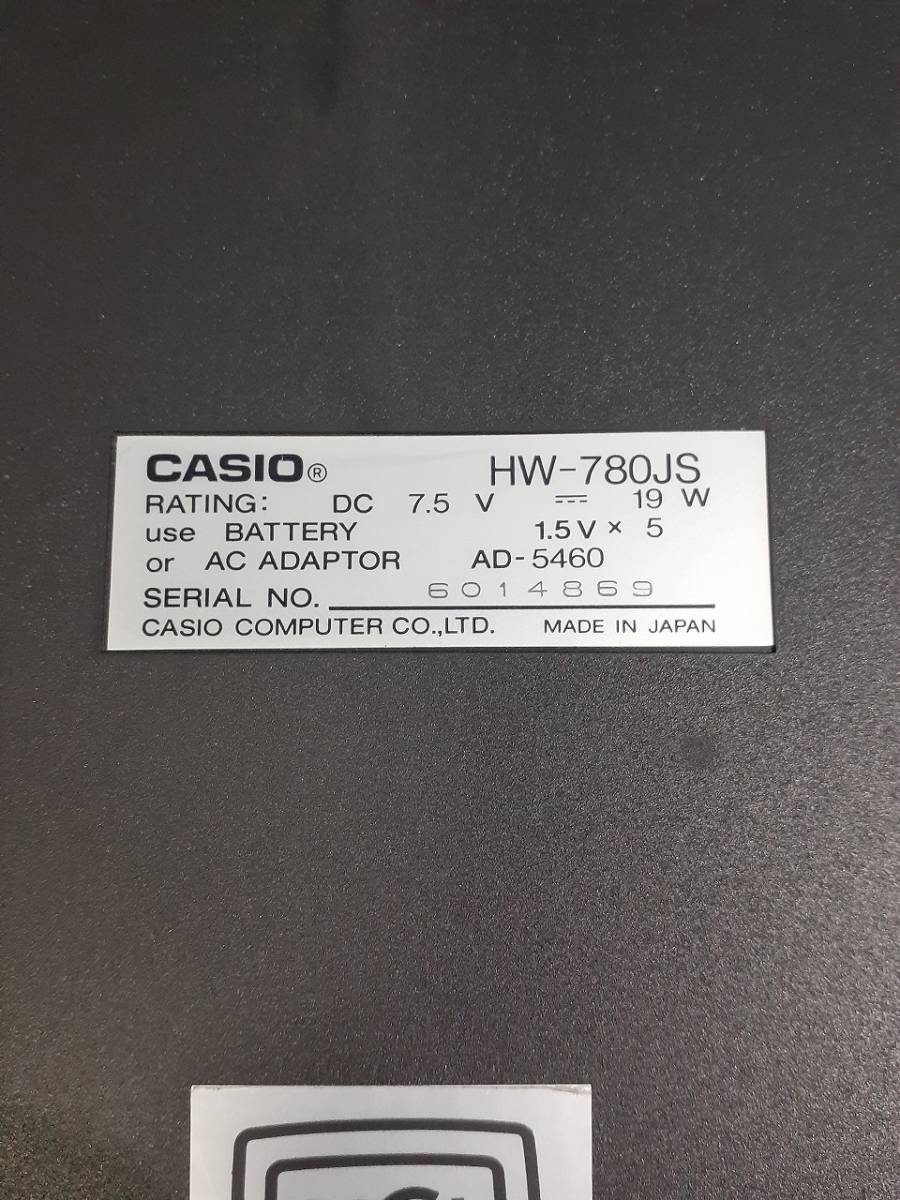 CASIO® HW-780JS
RATING: DC 7.5 V ⎓ 19 W
use BATTERY 1.5 V × 5
or AC ADAPTOR AD-5460
SERIAL NO. 6014869
CASIO COMPUTER CO.,LTD. MADE IN JAPAN